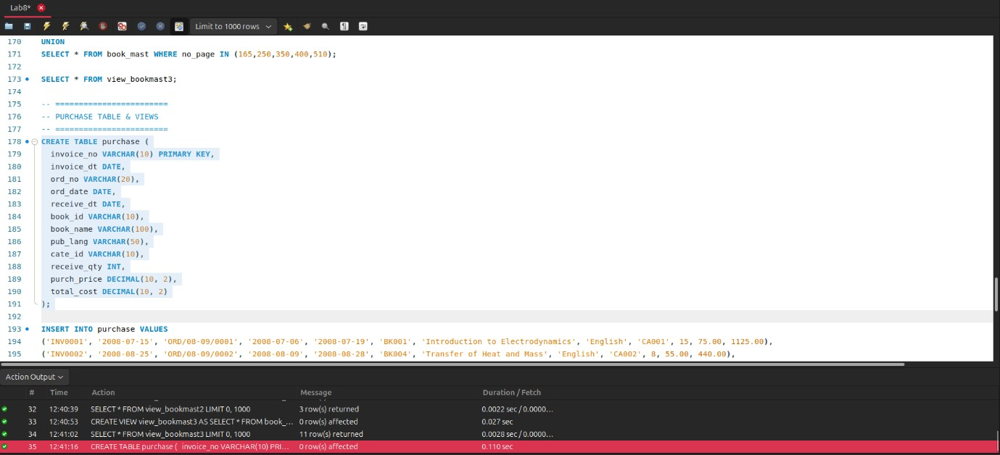 Lab8*
Limit to 1000 rows
170 UNION
171 SELECT * FROM book_mast WHERE no_page IN (165,250,350,400,510);
172
173 SELECT * FROM view_bookmast3;
174
175 -- ========================
176 -- PURCHASE TABLE & VIEWS
177 -- ========================
178 CREATE TABLE purchase (
179 invoice_no VARCHAR(10) PRIMARY KEY,
180 invoice_dt DATE,
181 ord_no VARCHAR(20),
182 ord_date DATE,
183 receive_dt DATE,
184 book_id VARCHAR(10),
185 book_name VARCHAR(100),
186 pub_lang VARCHAR(50),
187 cate_id VARCHAR(10),
188 receive_qty INT,
189 purch_price DECIMAL(10, 2),
190 total_cost DECIMAL(10, 2)
191 );
192
193 INSERT INTO purchase VALUES
194 ('INV0001', '2008-07-15', 'ORD/08-09/0001', '2008-07-06', '2008-07-19', 'BK001', 'Introduction to Electrodynamics', 'English', 'CA001', 15, 75.00, 1125.00),
195 ('INV0002', '2008-08-25', 'ORD/08-09/0002', '2008-08-09', '2008-08-28', 'BK004', 'Transfer of Heat and Mass', 'English', 'CA002', 8, 55.00, 440.00),
Action Output
# Time Action Message Duration / Fetch
32 12:40:39 SELECT * FROM view_bookmast2 LIMIT 0, 1000 3 row(s) returned 0.0022 sec / 0.0000...
33 12:40:53 CREATE VIEW view_bookmast3 AS SELECT * FROM book_... 0 row(s) affected 0.027 sec
34 12:41:02 SELECT * FROM view_bookmast3 LIMIT 0, 1000 11 row(s) returned 0.0028 sec / 0.0000...
35 12:41:16 CREATE TABLE purchase ( invoice_no VARCHAR(10) PRI... 0 row(s) affected 0.110 sec